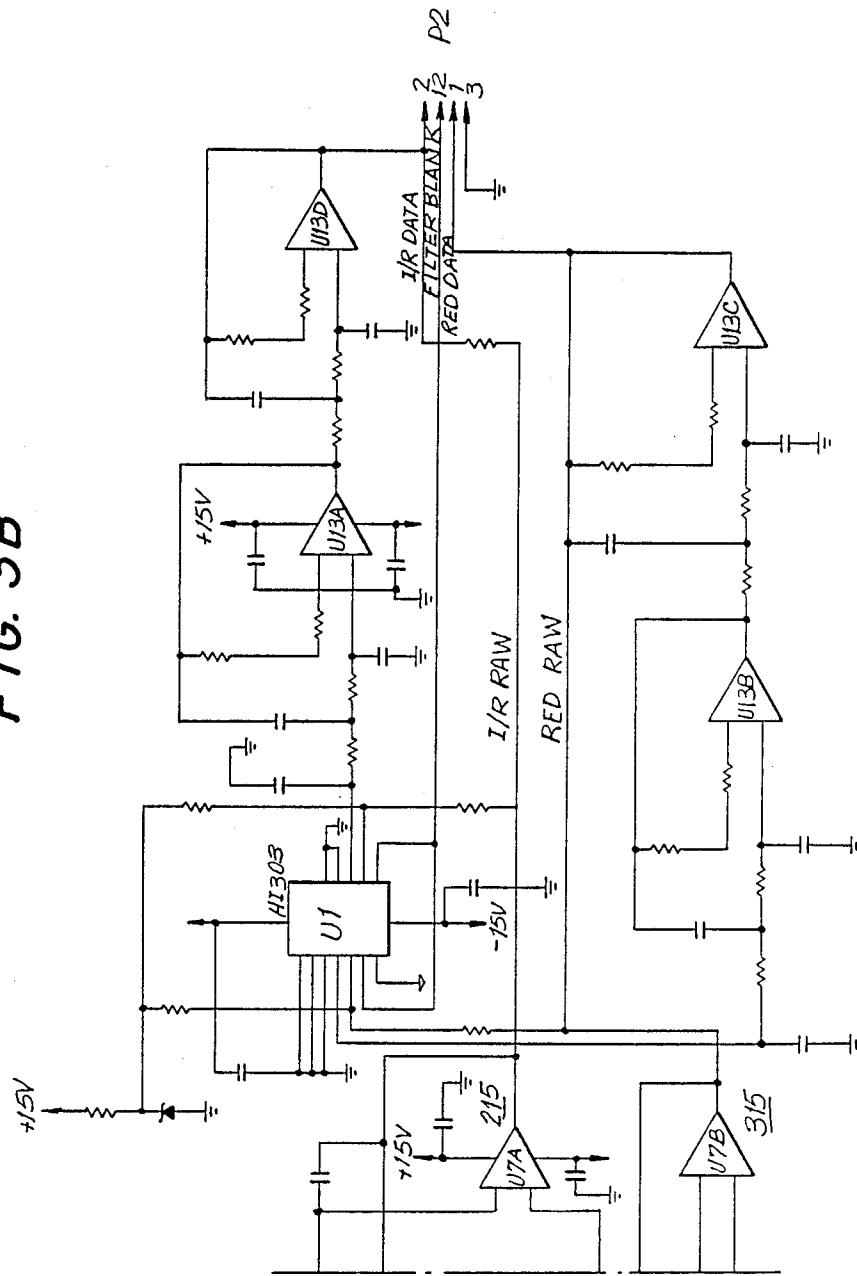 FIG. 3B
+15V
HI303
U1
-15V
+15V
U13A
U13D
I/R DATA
FILTER BLANK
RED DATA
2
12
1
3
P2
I/R RAW
RED RAW
+15V
U7A
215
U7B
315
U13B
U13C